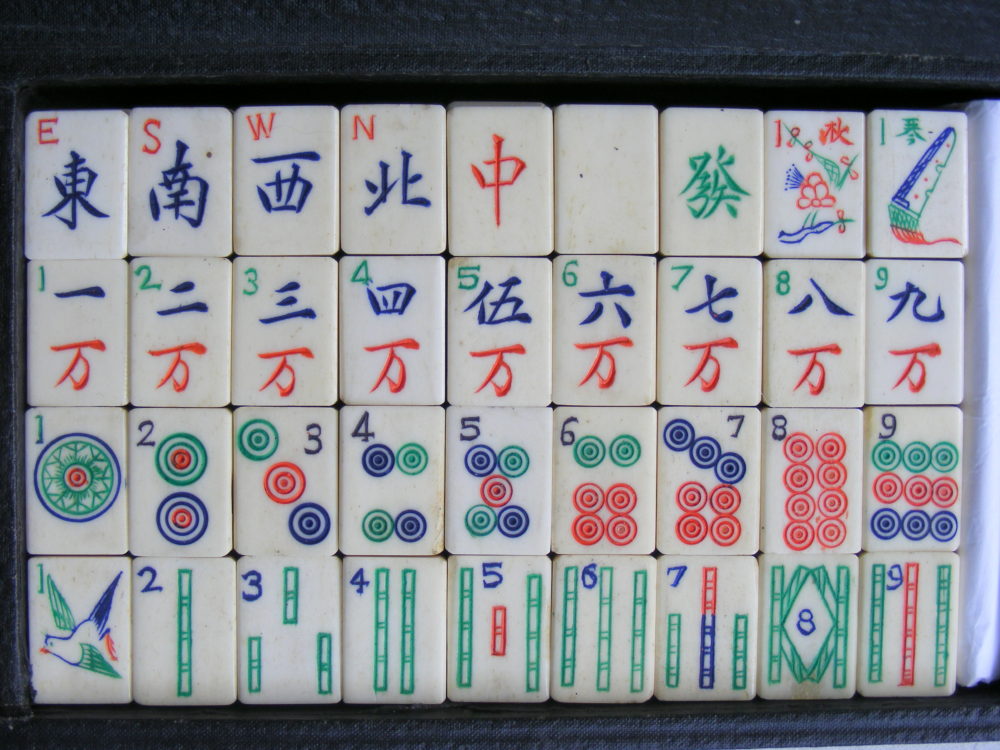 E S W N 1 秋 1 琴
東 南 西 北 中 發
1 2 3 4 5 6 7 8 9
一 二 三 四 伍 六 七 八 九
万 万 万 万 万 万 万 万 万
1 2 3 4 5 6 7 8 9
1 2 3 4 5 6 7 8 9